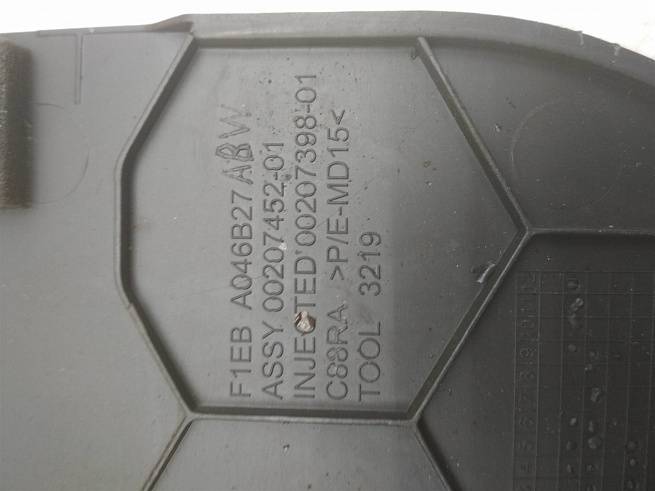 F1EB A046B27 ABW
ASSY 00207452-01
INJECTED 00207398-01
C88RA >P/E-MD15<
TOOL 3219